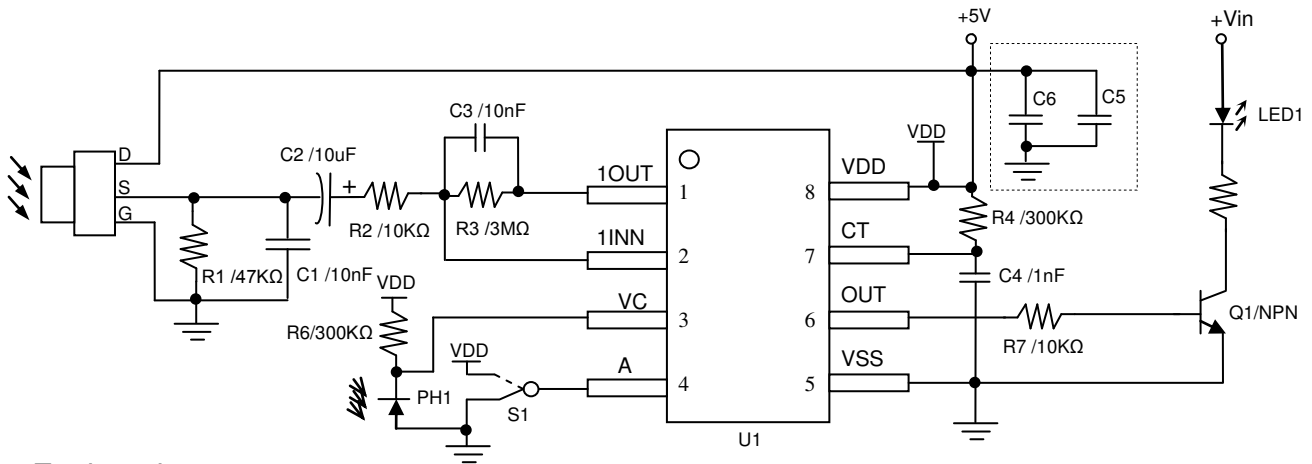 +5V
+Vin
C6
C5
LED1
C3 /10nF
VDD
D
C2 /10uF
+
1OUT
1
8
VDD
S
G
R2 /10KΩ
R3 /3MΩ
R4 /300KΩ
1INN
2
7
CT
R1 /47KΩ
C1 /10nF
C4 /1nF
VDD
VC
3
6
OUT
Q1/NPN
R6/300KΩ
R7 /10KΩ
VDD
A
4
5
VSS
PH1
S1
U1